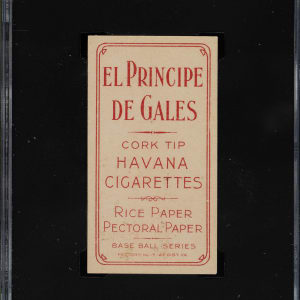 EL PRINCIPE
DE GALES
CORK TIP
HAVANA
CIGARETTES
RICE PAPER
PECTORAL PAPER
BASE BALL SERIES